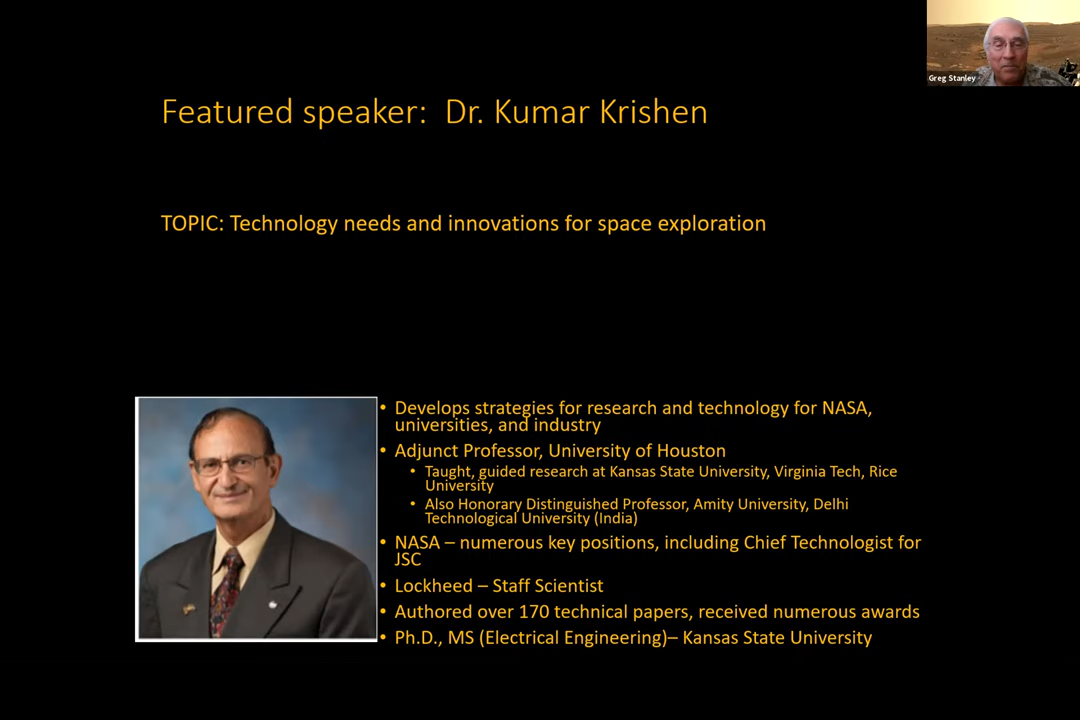 Greg Stanley
Featured speaker: Dr. Kumar Krishen
TOPIC: Technology needs and innovations for space exploration
• Develops strategies for research and technology for NASA,
universities, and industry
• Adjunct Professor, University of Houston
• Taught, guided research at Kansas State University, Virginia Tech, Rice
University
• Also Honorary Distinguished Professor, Amity University, Delhi
Technological University (India)
• NASA – numerous key positions, including Chief Technologist for
JSC
• Lockheed – Staff Scientist
• Authored over 170 technical papers, received numerous awards
• Ph.D., MS (Electrical Engineering)– Kansas State University